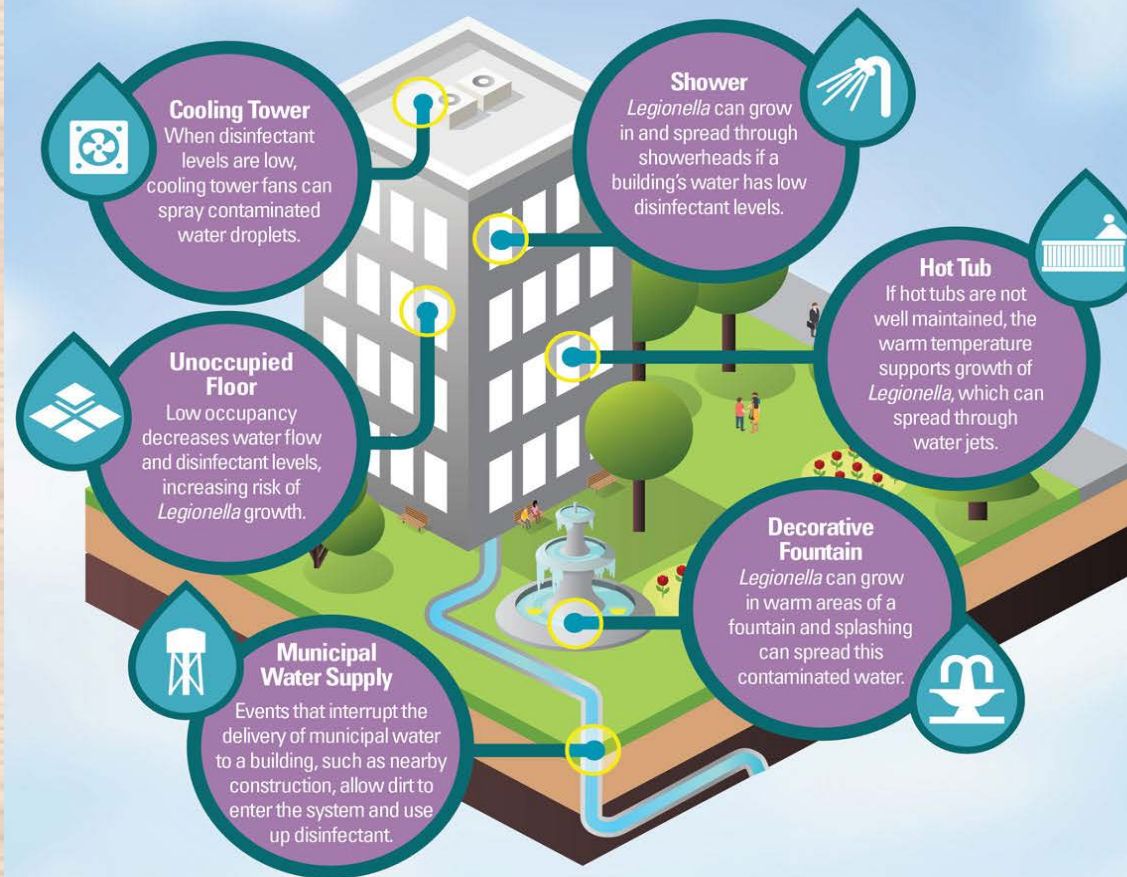 Cooling Tower
When disinfectant
levels are low,
cooling tower fans can
spray contaminated
water droplets.
Shower
Legionella can grow
in and spread through
showerheads if a
building's water has low
disinfectant levels.
Hot Tub
If hot tubs are not
well maintained, the
warm temperature
supports growth of
Legionella, which can
spread through
water jets.
Unoccupied
Floor
Low occupancy
decreases water flow
and disinfectant levels,
increasing risk of
Legionella growth.
Decorative
Fountain
Legionella can grow
in warm areas of a
fountain and splashing
can spread this
contaminated water.
Municipal
Water Supply
Events that interrupt the
delivery of municipal water
to a building, such as nearby
construction, allow dirt to
enter the system and use
up disinfectant.